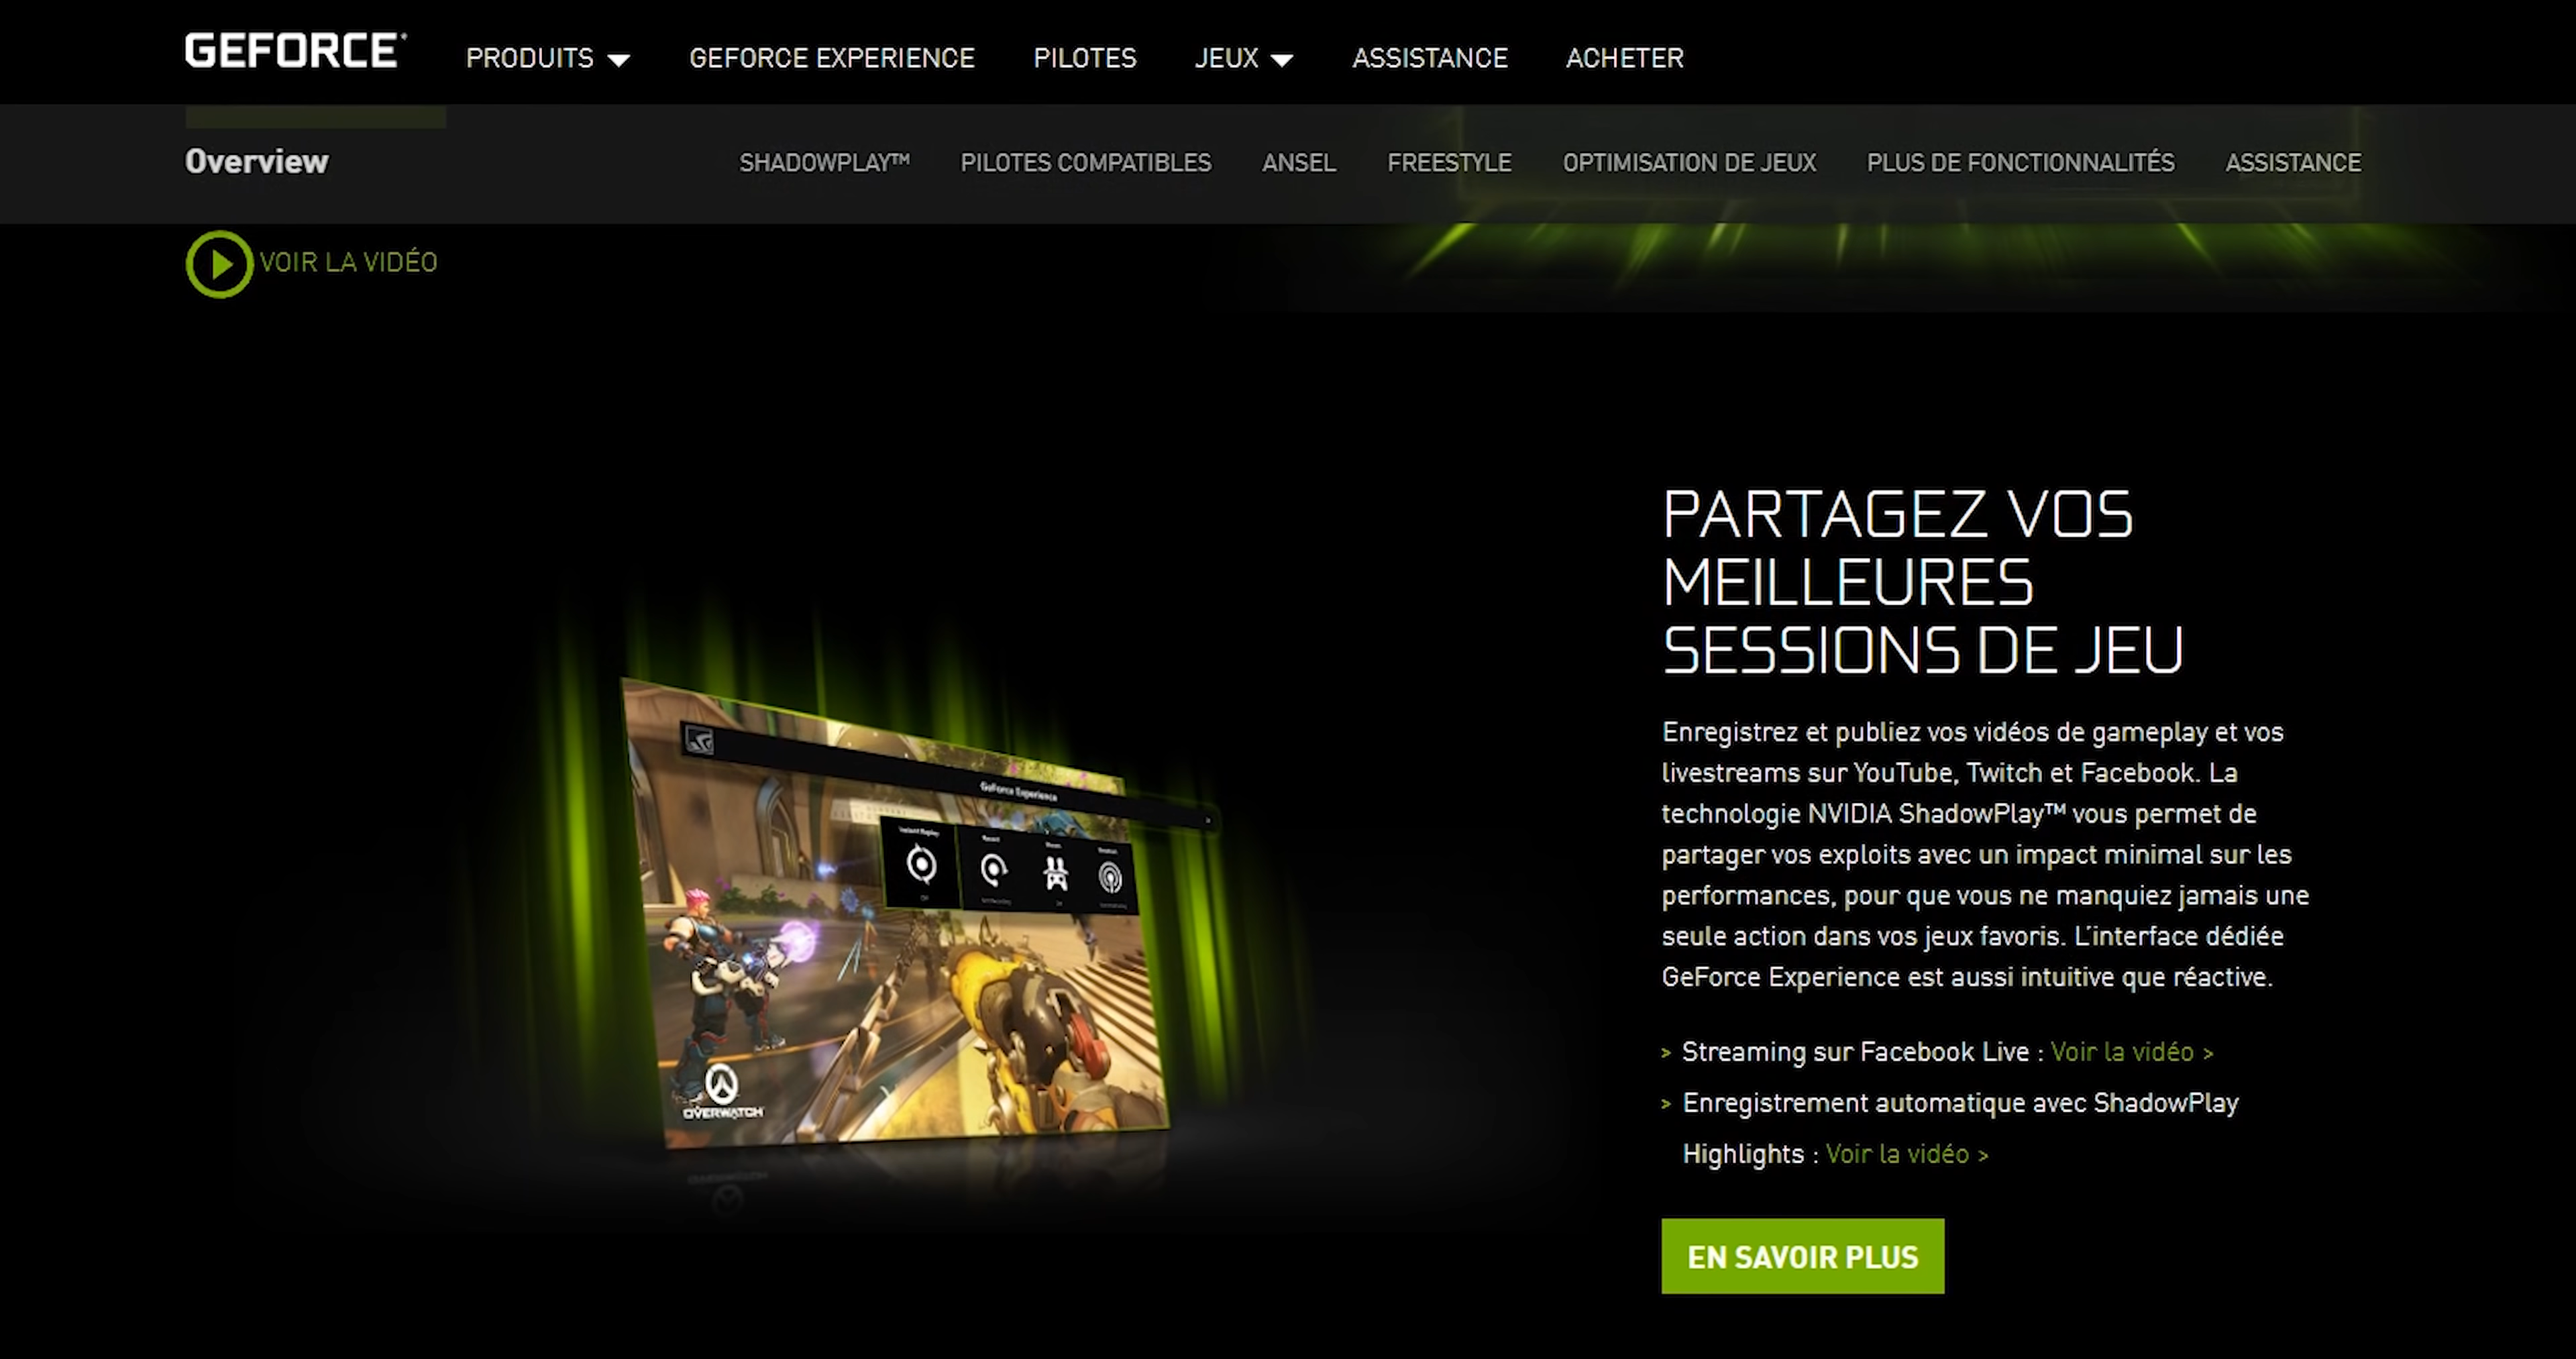 GEFORCE
PRODUITS
GEFORCE EXPERIENCE
PILOTES
JEUX
ASSISTANCE
ACHETER
Overview
SHADOWPLAY™
PILOTES COMPATIBLES
ANSEL
FREESTYLE
OPTIMISATION DE JEUX
PLUS DE FONCTIONNALITÉS
ASSISTANCE
VOIR LA VIDÉO
GeForce Experience
Instant Replay
OVERWATCH
PARTAGEZ VOS
MEILLEURES
SESSIONS DE JEU
Enregistrez et publiez vos vidéos de gameplay et vos
livestreams sur YouTube, Twitch et Facebook. La
technologie NVIDIA ShadowPlay™ vous permet de
partager vos exploits avec un impact minimal sur les
performances, pour que vous ne manquiez jamais une
seule action dans vos jeux favoris. L'interface dédiée
GeForce Experience est aussi intuitive que réactive.
> Streaming sur Facebook Live : Voir la vidéo >
> Enregistrement automatique avec ShadowPlay
Highlights : Voir la vidéo >
EN SAVOIR PLUS